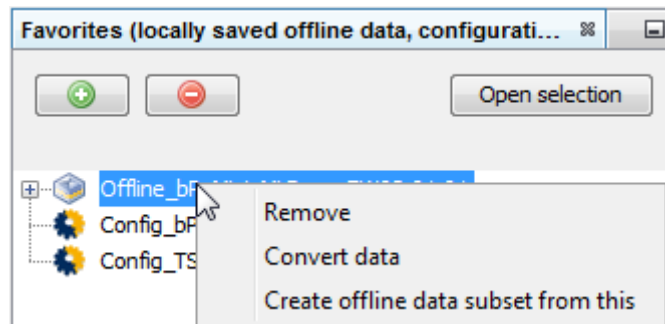 Favorites (locally saved offline data, configurati...
Open selection
Remove
Config_bP
Convert data
Config_TS
Create offline data subset from this